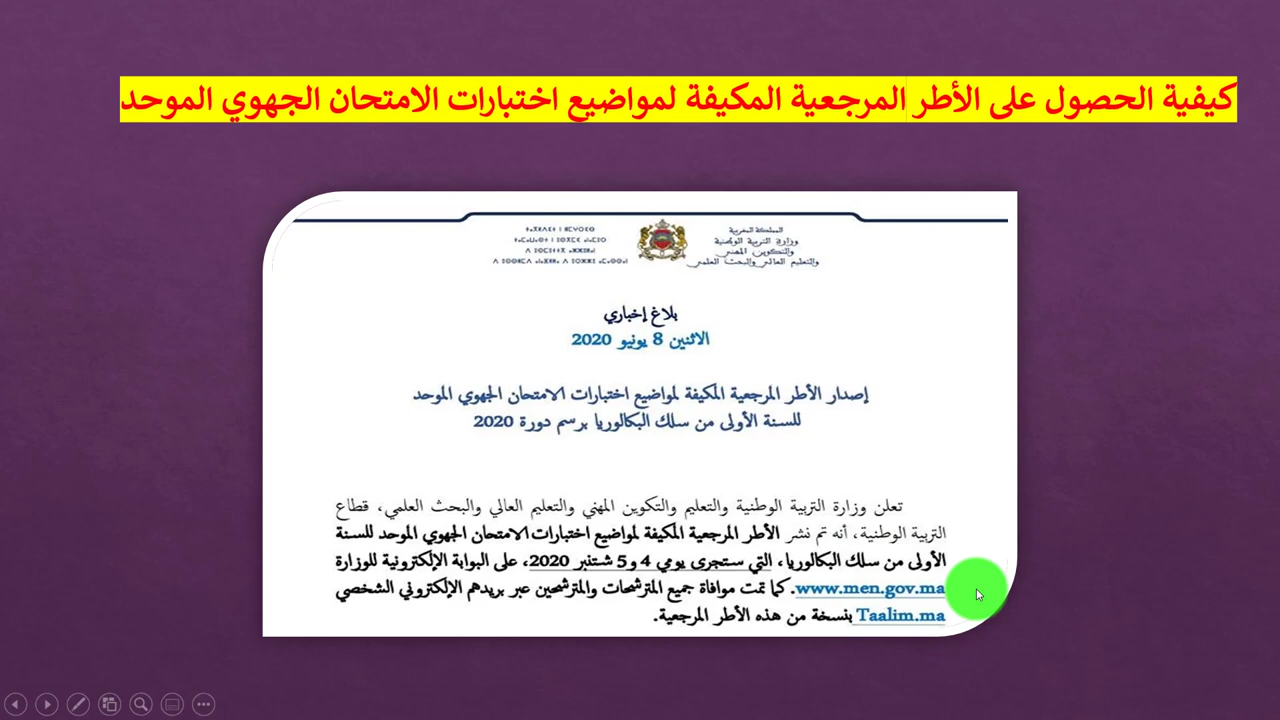 كيفية الحصول على الأطر المرجعية المكيفة لمواضيع اختبارات الامتحان الجهوي الموحد
المملكة المغربية
وزارة التربية الوطنية
والتكوين المهني
والتعليم العالي والبحث العلمي
بلاغ إخباري
الاثنين 8 يونيو 2020
إصدار الأطر المرجعية المكيفة لمواضيع اختبارات الامتحان الجهوي الموحد
للسنة الأولى من سلك البكالوريا برسم دورة 2020
تعلن وزارة التربية الوطنية والتعليم والتكوين المهني والتعليم العالي والبحث العلمي، قطاع
التربية الوطنية، أنه تم نشر الأطر المرجعية المكيفة لمواضيع اختبارات الامتحان الجهوي الموحد للسنة
الأولى من سلك البكالوريا، التي ستجرى يومي 4 و5 شتنبر 2020، على البوابة الإلكترونية للوزارة
www.men.gov.ma. كما تمت موافاة جميع المترشحات والمترشحين عبر بريدهم الإلكتروني الشخصي
Taalim.ma بنسخة من هذه الأطر المرجعية.